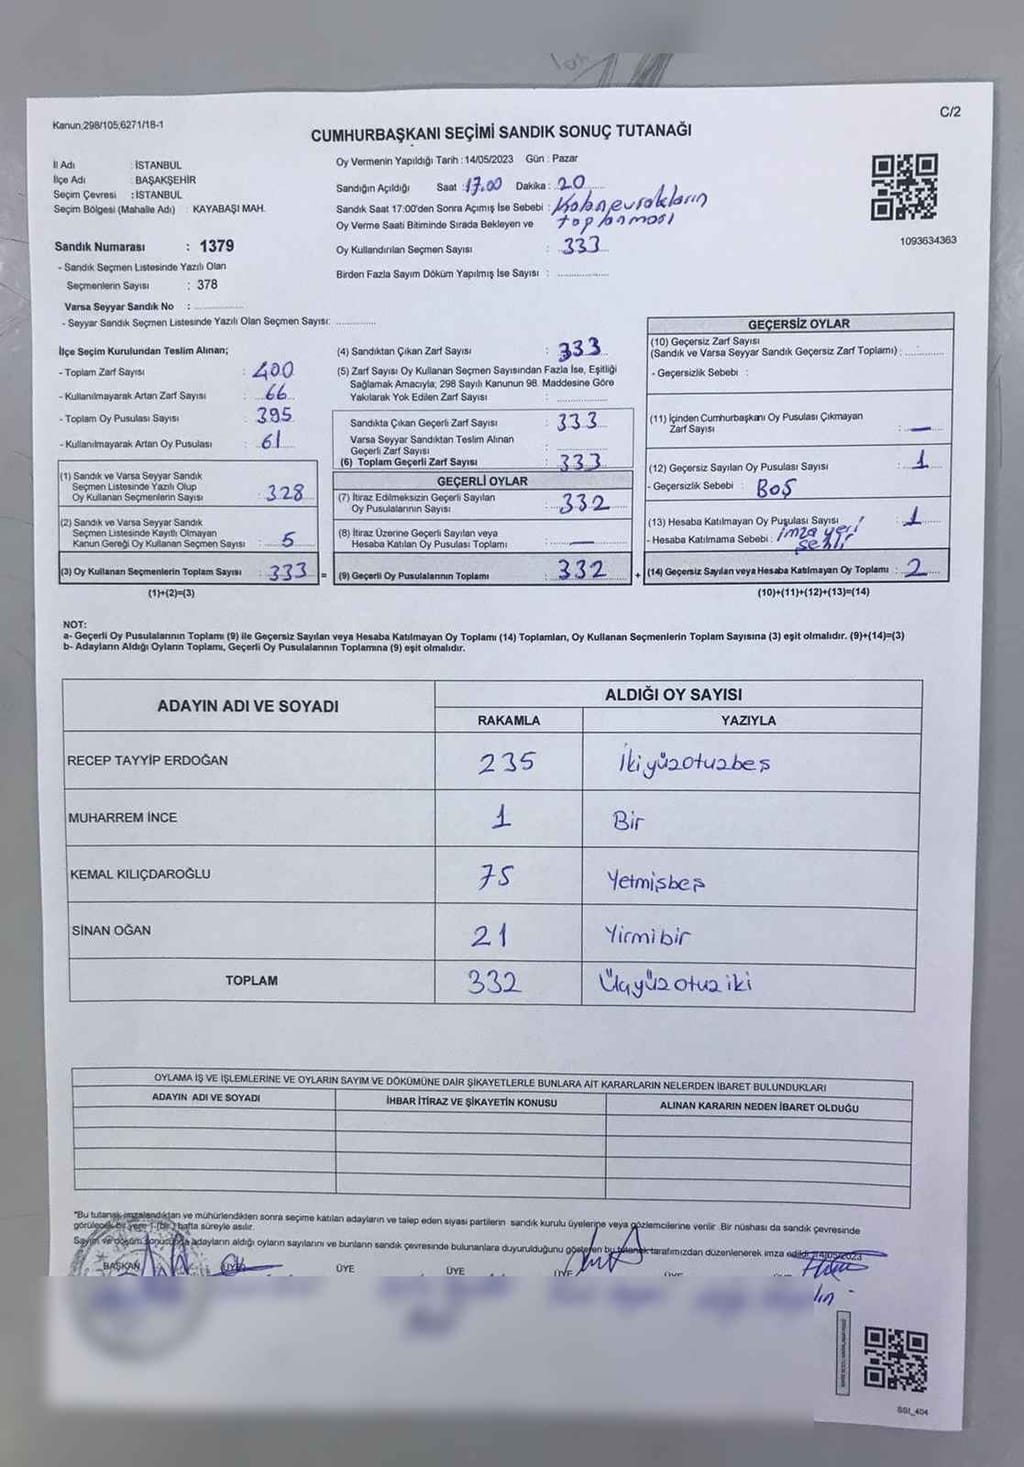 Kanun,298/105,6271/18-1
C/2
CUMHURBAŞKANI SEÇİMİ SANDIK SONUÇ TUTANAĞI
İl Adı : İSTANBUL
İlçe Adı : BAŞAKŞEHİR
Seçim Çevresi : İSTANBUL
Seçim Bölgesi (Mahalle Adı) : KAYABAŞI MAH.
Sandık Numarası : 1379
- Sandık Seçmen Listesinde Yazılı Olan
Seçmenlerin Sayısı : 378
Varsa Seyyar Sandık No :
- Seyyar Sandık Seçmen Listesinde Yazılı Olan Seçmen Sayısı:
Oy Vermenin Yapıldığı Tarih : 14/05/2023 Gün : Pazar
Sandığın Açıldığı Saat : 17.00 Dakika : 20
Sandık Saat 17:00'den Sonra Açımış İse Sebebi : evrakların
Oy Verme Saati Bitiminde Sırada Bekleyen ve toplanması
Oy Kullandırılan Seçmen Sayısı : 333
Birden Fazla Sayım Döküm Yapılmış İse Sayısı :
1093634363
İlçe Seçim Kurulundan Teslim Alınan;
- Toplam Zarf Sayısı : 400
- Kullanılmayarak Artan Zarf Sayısı : 66
- Toplam Oy Pusulası Sayısı : 395
- Kullanılmayarak Artan Oy Pusulası : 61
(1) Sandık ve Varsa Seyyar Sandık
Seçmen Listesinde Yazılı Olup
Oy Kullanan Seçmenlerin Sayısı : 328
(2) Sandık ve Varsa Seyyar Sandık
Seçmen Listesinde Kayıtlı Olmayan
Kanun Gereği Oy Kullanan Seçmen Sayısı : 5
(3) Oy Kullanan Seçmenlerin Toplam Sayısı : 333 =
(1)+(2)=(3)
(4) Sandıktan Çıkan Zarf Sayısı : 333
(5) Zarf Sayısı Oy Kullanan Seçmen Sayısından Fazla İse, Eşitliği
Sağlamak Amacıyla; 298 Sayılı Kanunun 98. Maddesine Göre
Yakılarak Yok Edilen Zarf Sayısı :
Sandıkta Çıkan Geçerli Zarf Sayısı : 333
Varsa Seyyar Sandıktan Teslim Alınan
Geçerli Zarf Sayısı :
(6) Toplam Geçerli Zarf Sayısı : 333
GEÇERLİ OYLAR
(7) İtiraz Edilmeksizin Geçerli Sayılan
Oy Pusulalarının Sayısı : 332
(8) İtiraz Üzerine Geçerli Sayılan veya
Hesaba Katılan Oy Pusulası Toplamı : —
(9) Geçerli Oy Pusulalarının Toplamı : 332 +
GEÇERSİZ OYLAR
(10) Geçersiz Zarf Sayısı
(Sandık ve Varsa Seyyar Sandık Geçersiz Zarf Toplamı) :
- Geçersizlik Sebebi :
(11) İçinden Cumhurbaşkanı Oy Pusulası Çıkmayan
Zarf Sayısı : —
(12) Geçersiz Sayılan Oy Pusulası Sayısı : 1
- Geçersizlik Sebebi : BOŞ
(13) Hesaba Katılmayan Oy Pusulası Sayısı : 1
- Hesaba Katılmama Sebebi : İmza yeri
(14) Geçersiz Sayılan veya Hesaba Katılmayan Oy Toplamı : 2
(10)+(11)+(12)+(13)=(14)
NOT:
a- Geçerli Oy Pusulalarının Toplamı (9) ile Geçersiz Sayılan veya Hesaba Katılmayan Oy Toplamı (14) Toplamları, Oy Kullanan Seçmenlerin Toplam Sayısına (3) eşit olmalıdır. (9)+(14)=(3)
b- Adayların Aldığı Oyların Toplamı, Geçerli Oy Pusulalarının Toplamına (9) eşit olmalıdır.
ADAYIN ADI VE SOYADI
ALDIĞI OY SAYISI
RAKAMLA YAZIYLA
RECEP TAYYİP ERDOĞAN 235 İkiyüzotuzbeş
MUHARREM İNCE 1 Bir
KEMAL KILIÇDAROĞLU 75 Yetmişbeş
SİNAN OĞAN 21 Yirmibir
TOPLAM 332 Üçyüzotuziki
OYLAMA İŞ VE İŞLEMLERİNE VE OYLARIN SAYIM VE DÖKÜMÜNE DAİR ŞİKAYETLERLE BUNLARA AİT KARARLARIN NELERDEN İBARET BULUNDUKLARI
ADAYIN ADI VE SOYADI İHBAR İTİRAZ VE ŞİKAYETİN KONUSU ALINAN KARARIN NEDEN İBARET OLDUĞU
"Bu tutanak imzalandıktan ve mühürlendikten sonra seçime katılan adayların ve talep eden siyasi partilerin sandık kurulu üyelerine veya gözlemcilerine verilir .Bir nüshası da sandık çevresinde
görülecek bir yere 1-(bir) hafta süreyle asılır.
Sayım ve döküm sonucunda adayların aldığı oyların sayılarını ve bunların sandık çevresinde bulunanlara duyurulduğunu gösteren bu tutanak tarafımızdan düzenlenerek imza edildi. 14/05/2023
BAŞKAN ÜYE ÜYE ÜYE ÜYE ÜYE